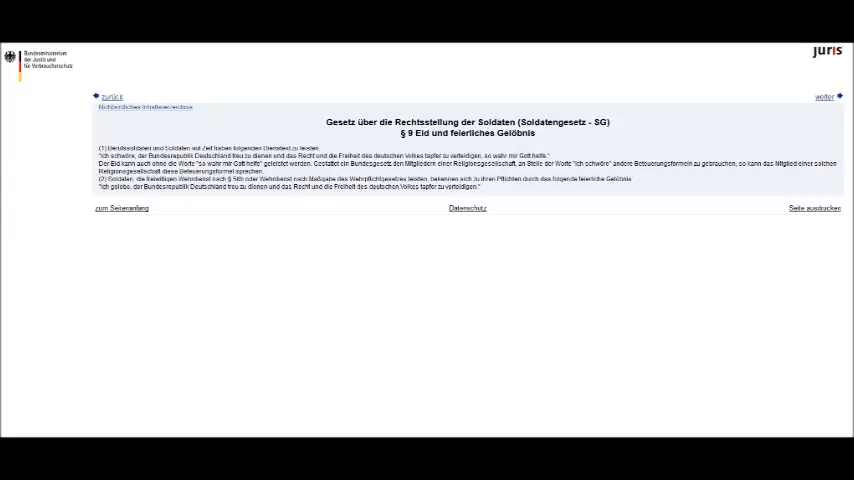 Bundesministerium
der Justiz und
für Verbraucherschutz
juris
zurück
weiter
Nichtamtliches Inhaltsverzeichnis
Gesetz über die Rechtsstellung der Soldaten (Soldatengesetz - SG)
§ 9 Eid und feierliches Gelöbnis
(1) Berufssoldaten und Soldaten auf Zeit haben folgenden Diensteid zu leisten:
"Ich schwöre, der Bundesrepublik Deutschland treu zu dienen und das Recht und die Freiheit des deutschen Volkes tapfer zu verteidigen, so wahr mir Gott helfe."
Der Eid kann auch ohne die Worte "so wahr mir Gott helfe" geleistet werden. Gestattet ein Bundesgesetz den Mitgliedern einer Religionsgesellschaft, an Stelle der Worte "ich schwöre" andere Beteuerungsformeln zu gebrauchen, so kann das Mitglied einer solchen
Religionsgesellschaft diese Beteuerungsformel sprechen.
(2) Soldaten, die freiwilligen Wehrdienst nach § 58b oder Wehrdienst nach Maßgabe des Wehrpflichtgesetzes leisten, bekennen sich zu ihren Pflichten durch das folgende feierliche Gelöbnis:
"Ich gelobe, der Bundesrepublik Deutschland treu zu dienen und das Recht und die Freiheit des deutschen Volkes tapfer zu verteidigen."
zum Seitenanfang
Datenschutz
Seite ausdrucken